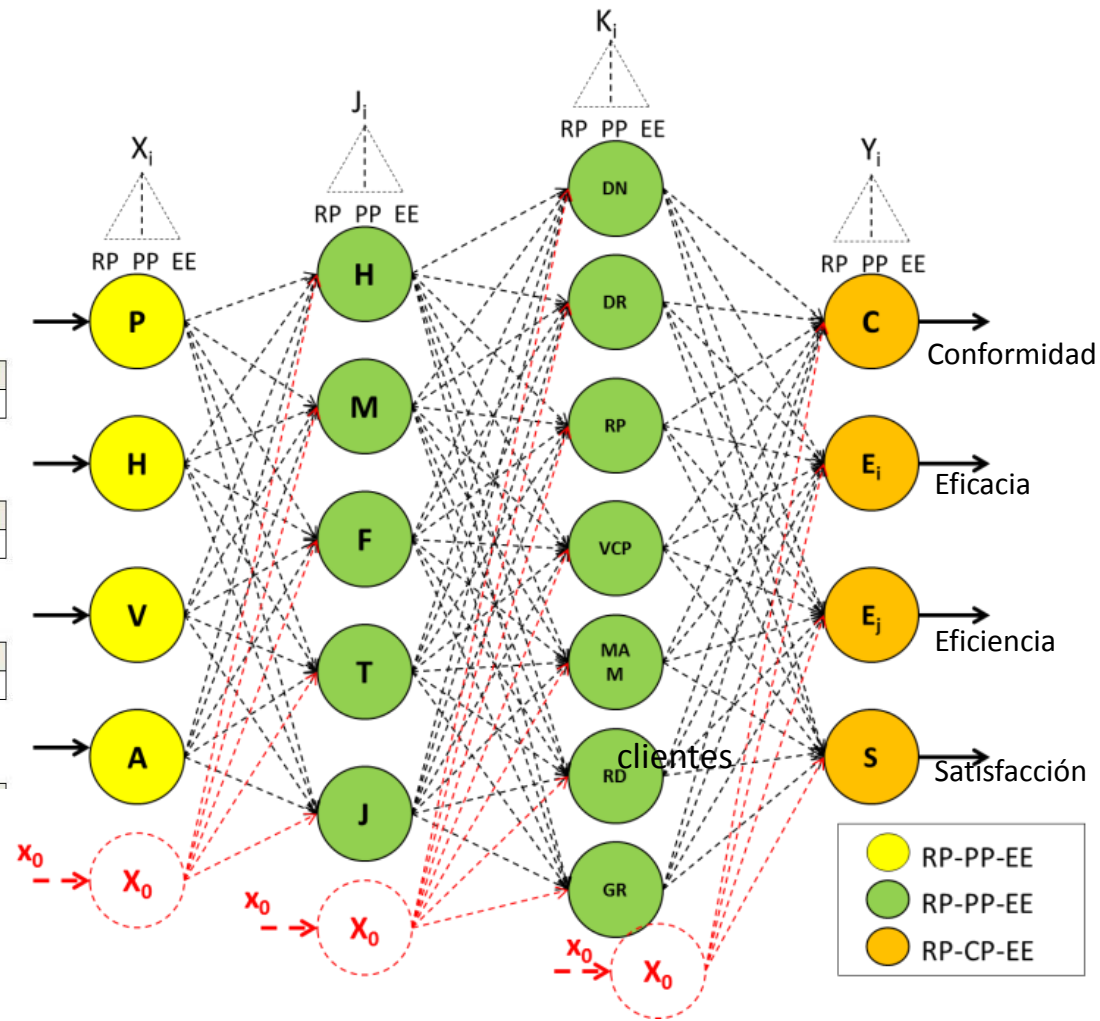 Kᵢ
RP PP EE
Jᵢ
RP PP EE
Xᵢ
RP PP EE
Yᵢ
RP PP EE
P
H
V
A
x₀
X₀
H
M
F
T
J
x₀
X₀
DN
DR
RP
VCP
MA
M
RD
clientes
GR
x₀
X₀
C
Conformidad
Eᵢ
Eficacia
Eⱼ
Eficiencia
S
Satisfacción
RP-PP-EE
RP-PP-EE
RP-CP-EE